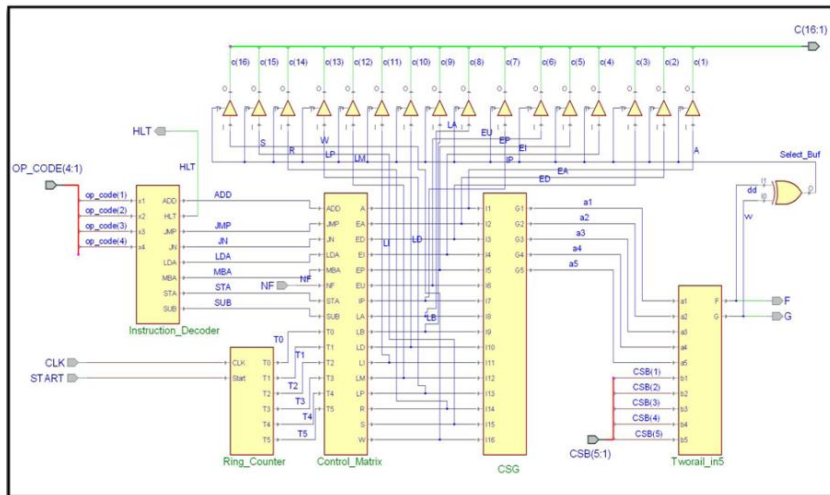 C(16:1)
c(16) c(15) c(14) c(13) c(12) c(11) c(10) c(9) c(8) c(7) c(6) c(5) c(4) c(3) c(2) c(1)
HLT
S R W LP LM LA EU EP EI IP ED EA A
Select_Buf
HLT
OP_CODE(4:1)
op_code(1) x1 ADD ADD
op_code(2) x2 HLT
op_code(3) x3 JMP JMP
op_code(4) x4 JN JN
LDA LDA
MBA MBA
STA STA
SUB SUB
Instruction_Decoder
NF NF
ADD A
JMP EA
JN ED
LDA EI
MBA EP
NF EU
STA IP
SUB LA
T0 LB
T1 LD
T2 LI
T3 LM
T4 LP
T5 R
S
W
Control_Matrix
LI LD LB
I1 G1 a1
I2 G2 a2
I3 G3 a3
I4 G4 a4
I5 G5 a5
I6
I7
I8
I9
I10
I11
I12
I13
I14
I15
I16
CSG
dd
a1 F F
a2 G G
a3
a4
a5
CSB(1) b1
CSB(2) b2
CSB(3) b3
CSB(4) b4
CSB(5) b5
CSB(5:1)
Tworail_in5
CLK CLK T0 T0
START Start T1 T1
T2 T2
T3 T3
T4 T4
T5 T5
Ring_Counter